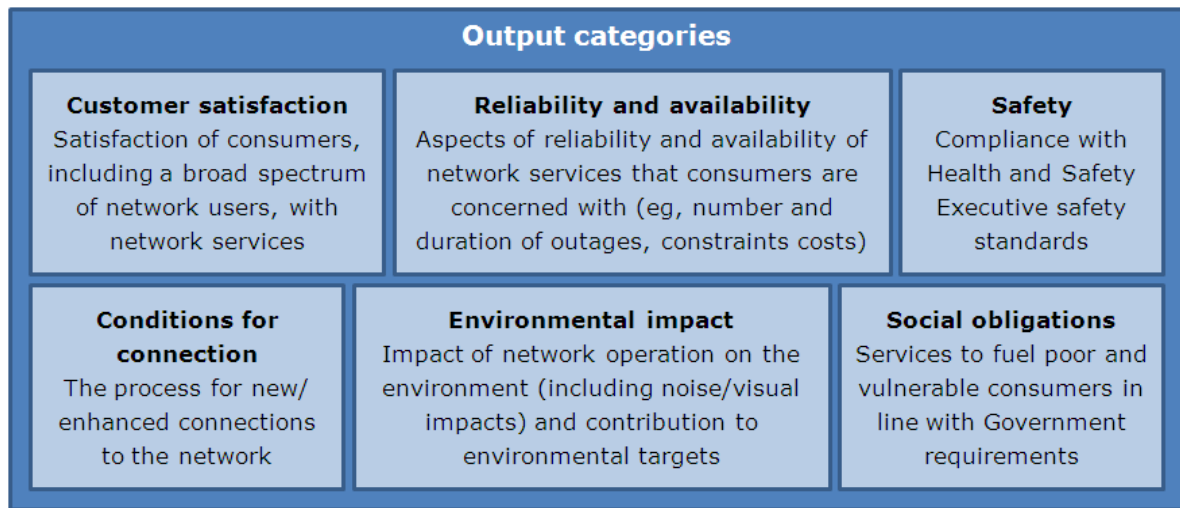 Output categories
Customer satisfaction
Satisfaction of consumers,
including a broad spectrum
of network users, with
network services
Reliability and availability
Aspects of reliability and availability of
network services that consumers are
concerned with (eg, number and
duration of outages, constraints costs)
Safety
Compliance with
Health and Safety
Executive safety
standards
Conditions for
connection
The process for new/
enhanced connections
to the network
Environmental impact
Impact of network operation on the
environment (including noise/visual
impacts) and contribution to
environmental targets
Social obligations
Services to fuel poor and
vulnerable consumers in
line with Government
requirements